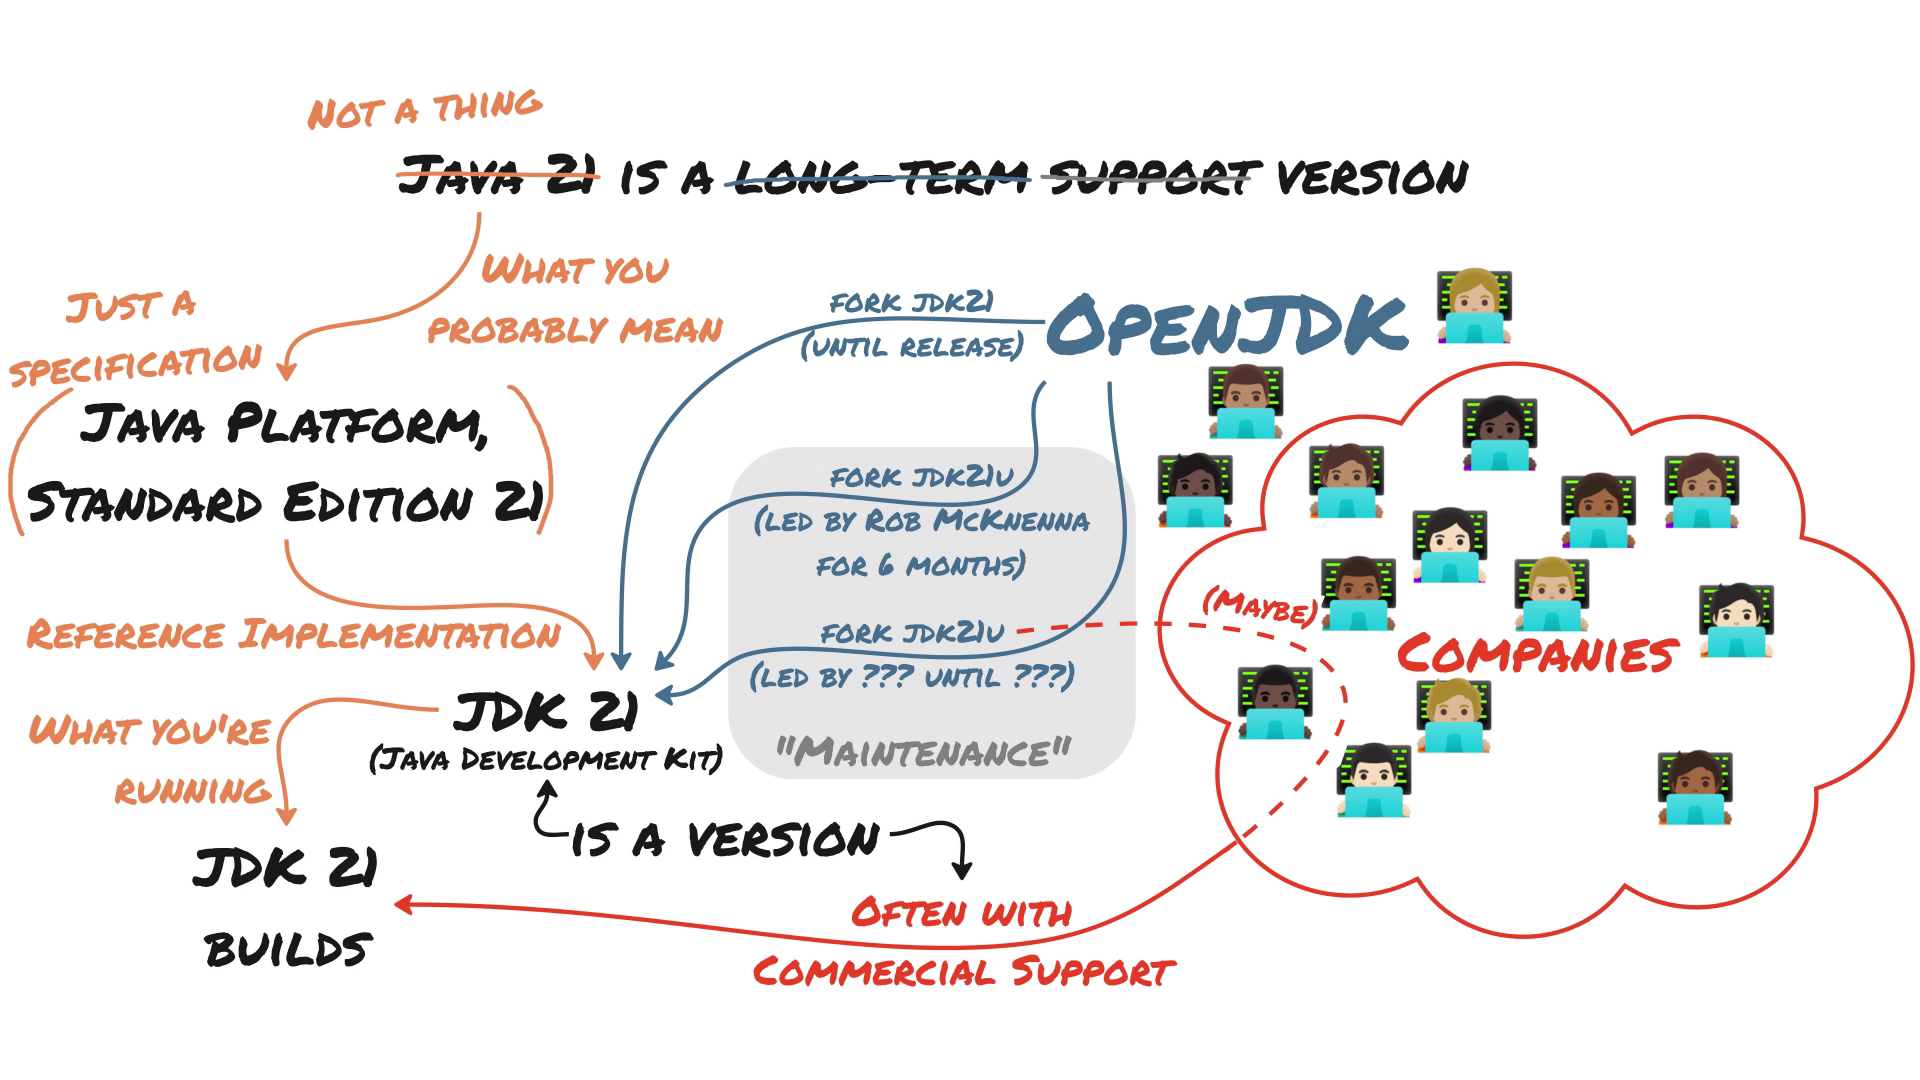 Not a thing
Java 21 is a long-term support version
What you
probably mean
Just a
specification
Java Platform,
Standard Edition 21
Reference Implementation
fork jdk21
(until release)
OpenJDK
fork jdk21u
(led by Rob McKnenna
for 6 months)
fork jdk21u
(led by ??? until ???)
"Maintenance"
(Maybe)
Companies
JDK 21
(Java Development Kit)
What you're
running
is a version
JDK 21
builds
Often with
Commercial Support